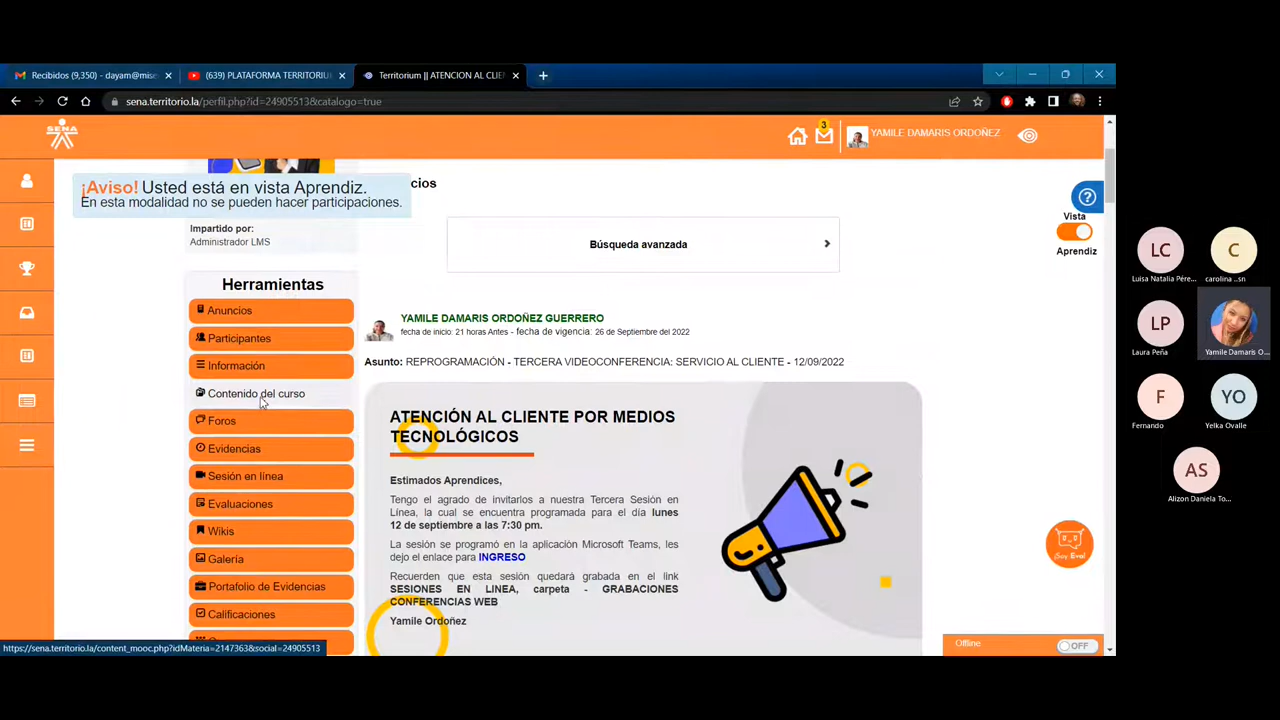 Recibidos (9,350) - dayam@mise
(639) PLATAFORMA TERRITORIU
Territorium || ATENCION AL CLIE
sena.territorio.la/perfil.php?id=24905513&catalogo=true
SENA
3
YAMILE DAMARIS ORDOÑEZ
¡Aviso! Usted está en vista Aprendiz.
En esta modalidad no se pueden hacer participaciones.
cios
Impartido por:
Administrador LMS
Búsqueda avanzada
Vista
Aprendiz
Herramientas
Anuncios
Participantes
Información
Contenido del curso
Foros
Evidencias
Sesión en línea
Evaluaciones
Wikis
Galería
Portafolio de Evidencias
Calificaciones
YAMILE DAMARIS ORDOÑEZ GUERRERO
fecha de inicio: 21 horas Antes - fecha de vigencia: 26 de Septiembre del 2022
Asunto: REPROGRAMACIÓN - TERCERA VIDEOCONFERENCIA: SERVICIO AL CLIENTE - 12/09/2022
ATENCIÓN AL CLIENTE POR MEDIOS
TECNOLÓGICOS
Estimados Aprendices,
Tengo el agrado de invitarlos a nuestra Tercera Sesión en
Línea, la cual se encuentra programada para el día lunes
12 de septiembre a las 7:30 pm.
La sesión se programó en la aplicación Microsoft Teams, les
dejo el enlace para INGRESO
Recuerden que esta sesión quedará grabada en el link
SESIONES EN LINEA, carpeta - GRABACIONES
CONFERENCIAS WEB
Yamile Ordoñez
¡Soy Eva!
Offline
OFF
https://sena.territorio.la/content_mooc.php?idMateria=2147363&social=24905513
LC
Luisa Natalia Pére...
C
carolina ..sn
LP
Laura Peña
Yamile Damaris O...
F
Fernando
YO
Yelka Ovalle
AS
Alizon Daniela To...